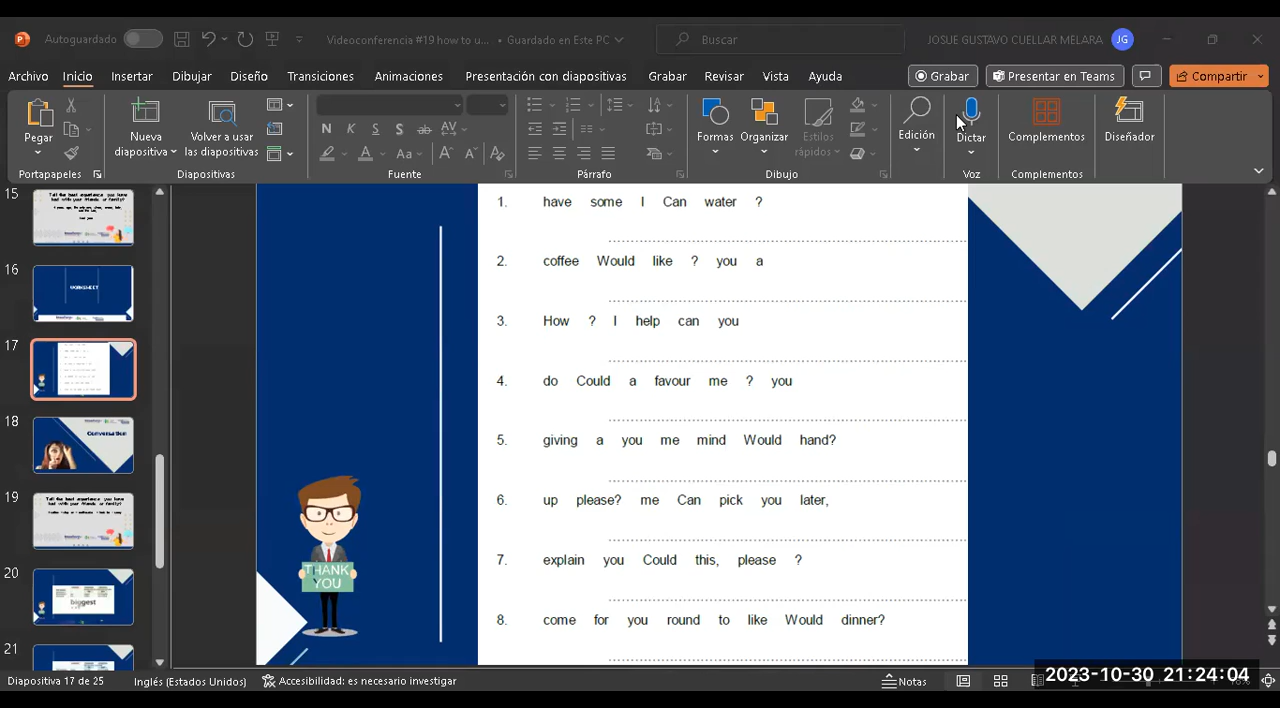 Autoguardado
Videoconferencia #19 how to u... • Guardado en Este PC
Buscar
JOSUE GUSTAVO CUELLAR MELARA JG
Archivo Inicio Insertar Dibujar Diseño Transiciones Animaciones Presentación con diapositivas Grabar Revisar Vista Ayuda
Grabar Presentar en Teams Compartir
Pegar
Nueva diapositiva
Volver a usar las diapositivas
N K S S ab AV
A Aa A A A
Formas Organizar Estilos rápidos
Edición Dictar Complementos Diseñador
Portapapeles Diapositivas Fuente Párrafo Dibujo Voz Complementos
15
16
WORKSHEET
17
18
Conversation
19
20
biggest
21
1. have some I Can water ?
2. coffee Would like ? you a
3. How ? I help can you
4. do Could a favour me ? you
5. giving a you me mind Would hand?
6. up please? me Can pick you later,
7. explain you Could this, please ?
8. come for you round to like Would dinner?
THANK
YOU
Diapositiva 17 de 25 Inglés (Estados Unidos) Accesibilidad: es necesario investigar Notas
2023-10-30 21:24:04